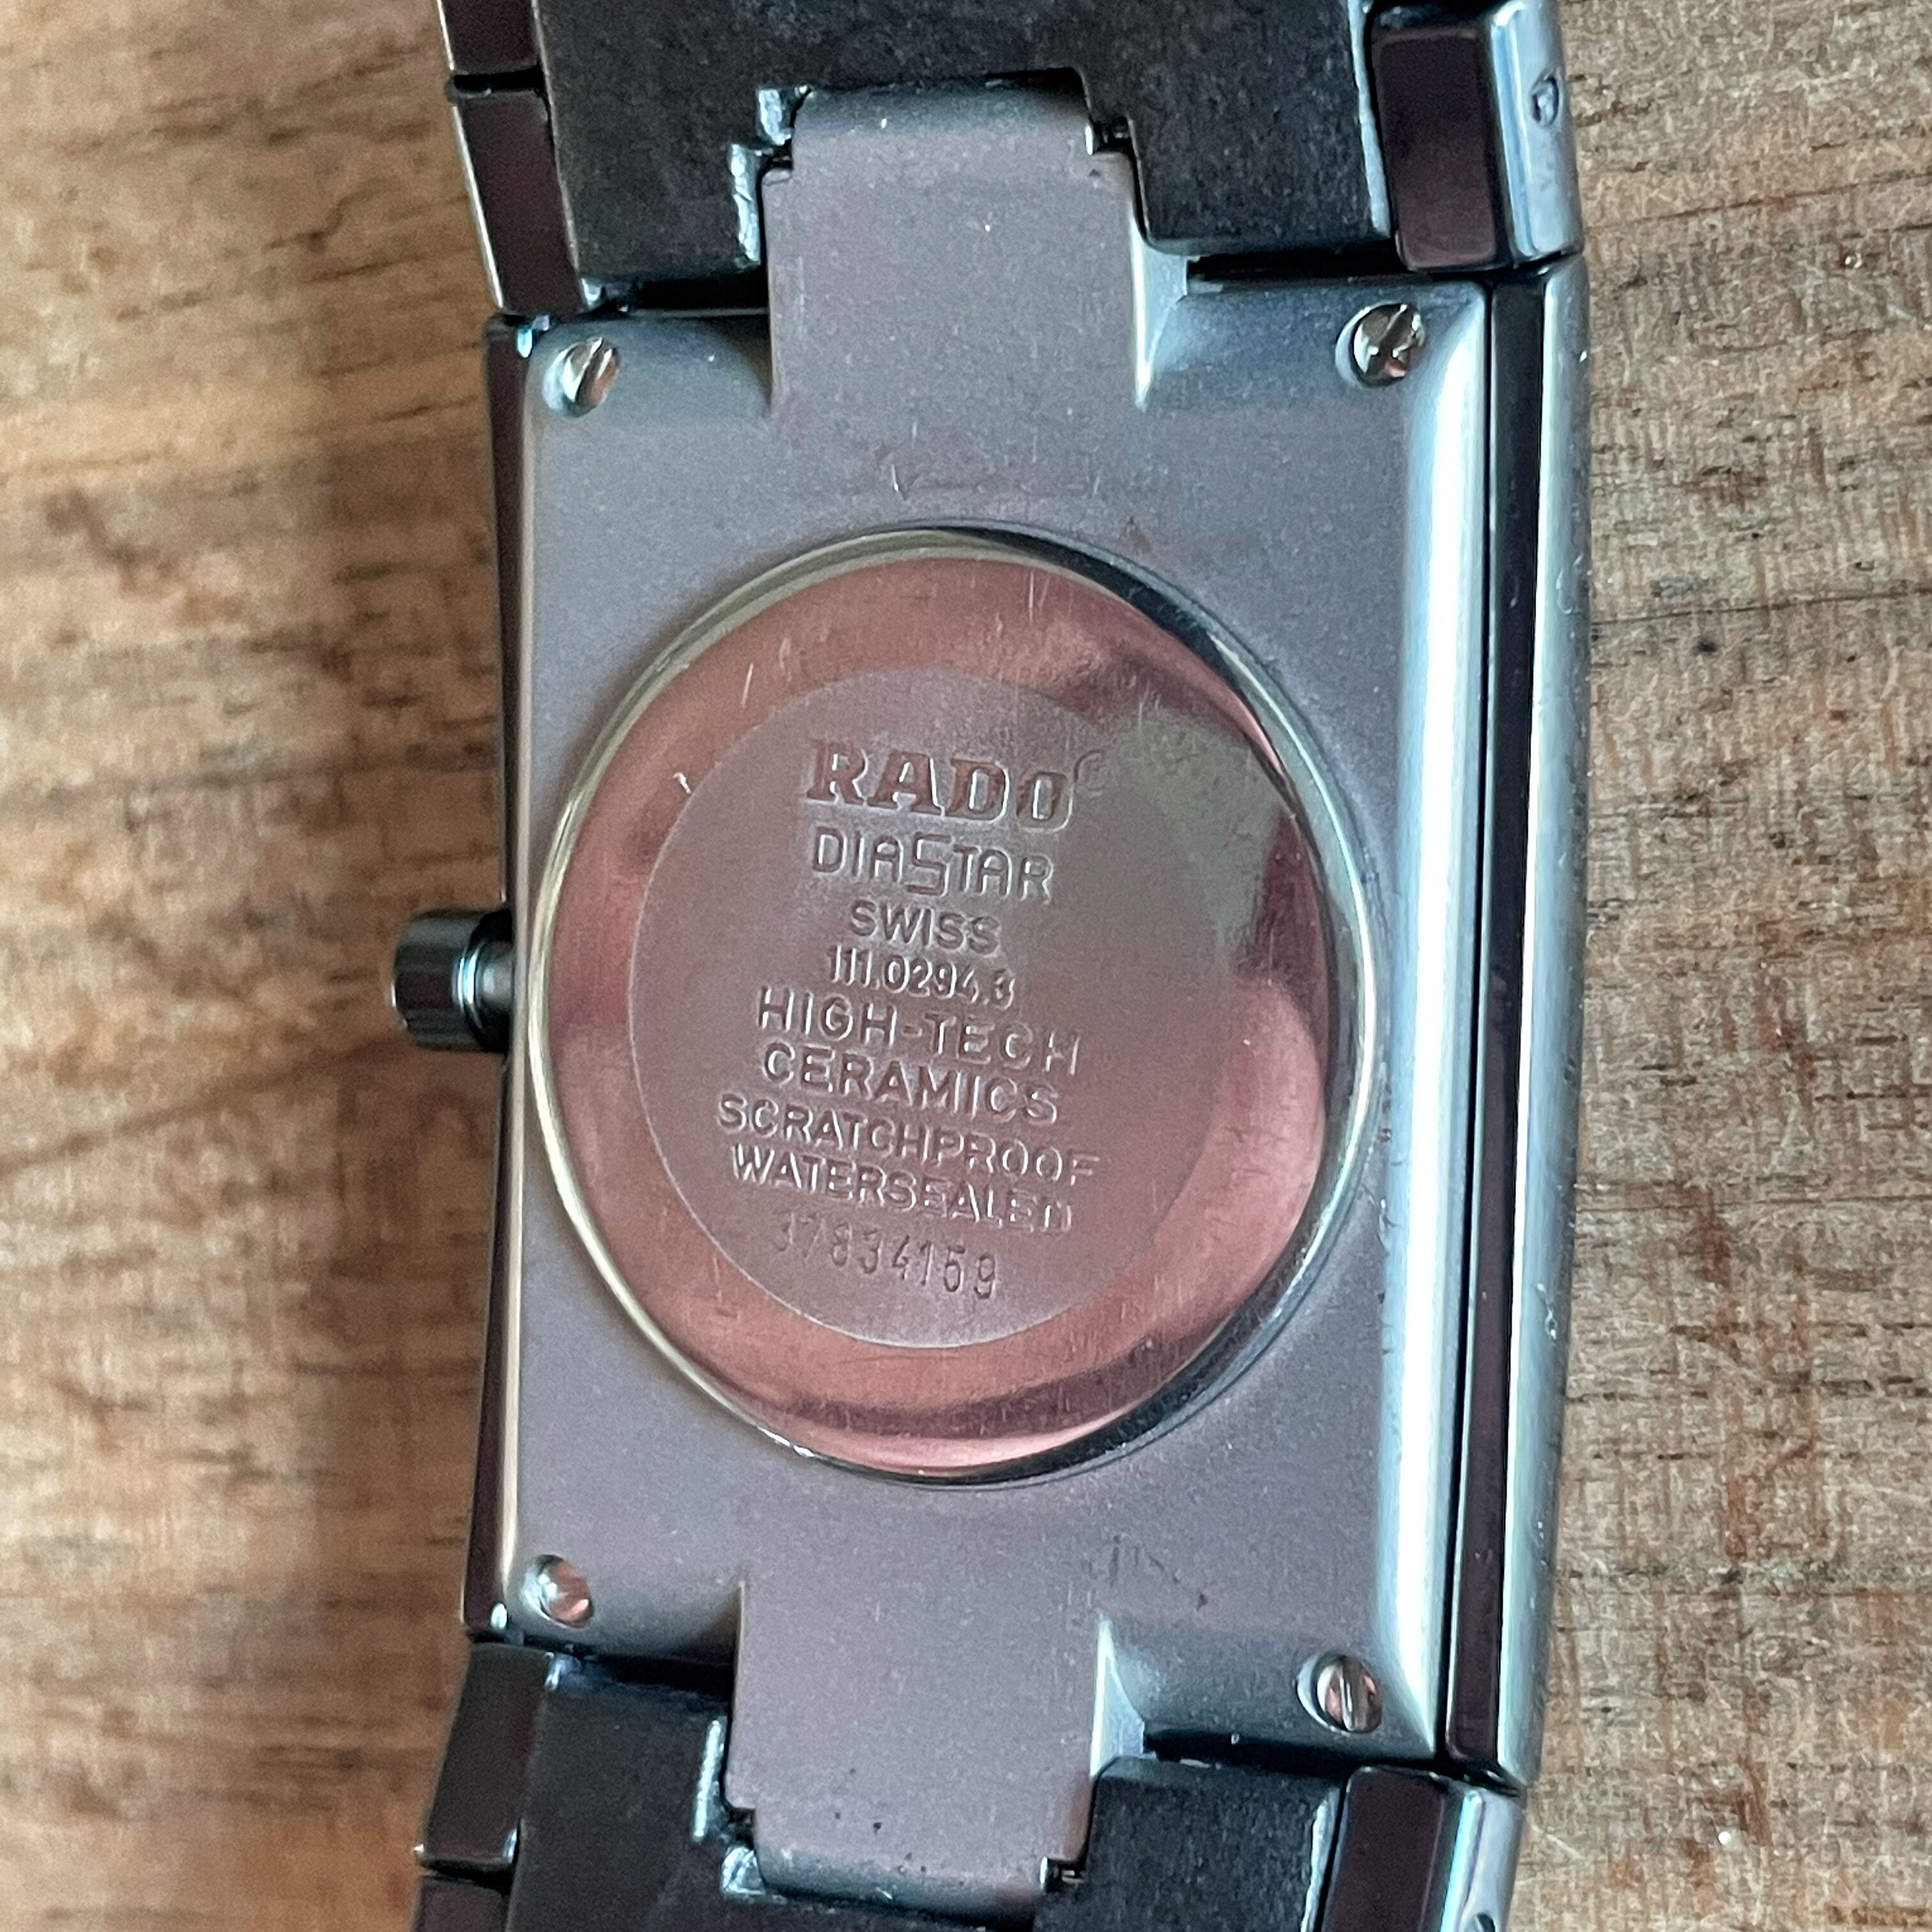 RADO®
DIASTAR
SWISS
111.0294.3
HIGH-TECH
CERAMICS
SCRATCHPROOF
WATERSEALED
37834159